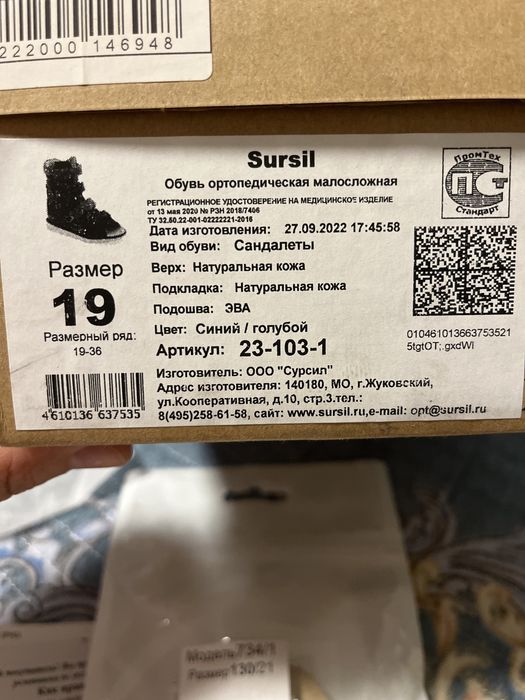 222000 146948
Sursil
Обувь ортопедическая малосложная
РЕГИСТРАЦИОННОЕ УДОСТОВЕРЕНИЕ НА МЕДИЦИНСКОЕ ИЗДЕЛИЕ
от 13 мая 2020 № РЗН 2018/7406
ТУ 32.50.22-001-02222221-2016
Дата изготовления: 27.09.2022 17:45:58
Вид обуви: Сандалеты
Верх: Натуральная кожа
Подкладка: Натуральная кожа
Подошва: ЭВА
Цвет: Синий / голубой
Артикул: 23-103-1
Изготовитель: ООО "Сурсил"
Адрес изготовителя: 140180, МО, г.Жуковский,
ул.Кооперативная, д.10, стр.3.тел.:
8(495)258-61-58, сайт: www.sursil.ru,e-mail: opt@sursil.ru
Размер
19
Размерный ряд:
19-36
4 610136 637535
ПромТех
ПСТ
Стандарт
010461013663753521
5tgtOT;.gxdWI
Модель734/1
Размер130/21